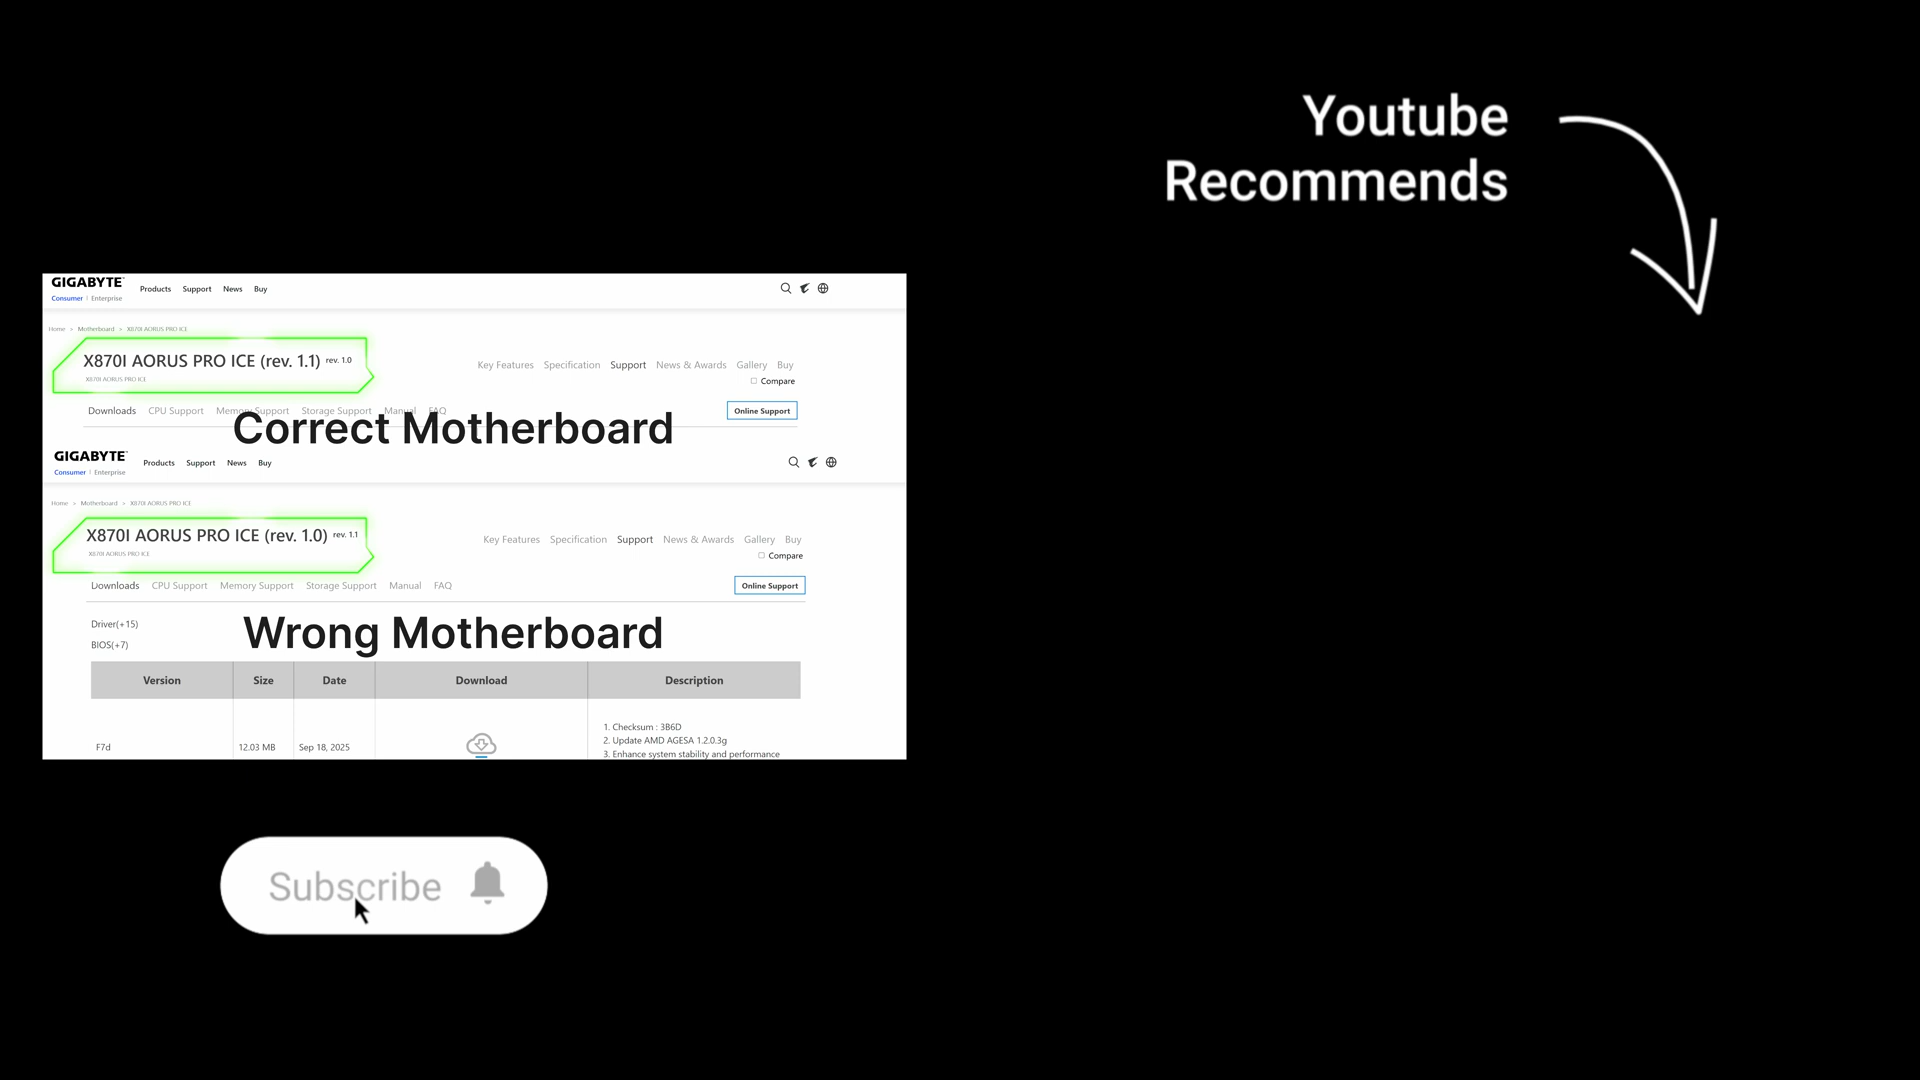 Youtube
Recommends
GIGABYTE
Products Support News Buy
Consumer | Enterprise
Home > Motherboard > X870I AORUS PRO ICE
X870I AORUS PRO ICE (rev. 1.1) rev. 1.0
X870I AORUS PRO ICE
Key Features Specification Support News & Awards Gallery Buy
Compare
Downloads CPU Support Memory Support Storage Support Manual FAQ
Online Support
Correct Motherboard
GIGABYTE
Products Support News Buy
Consumer | Enterprise
Home > Motherboard > X870I AORUS PRO ICE
X870I AORUS PRO ICE (rev. 1.0) rev. 1.1
X870I AORUS PRO ICE
Key Features Specification Support News & Awards Gallery Buy
Compare
Downloads CPU Support Memory Support Storage Support Manual FAQ
Online Support
Driver(+15)
Wrong Motherboard
BIOS(+7)
Version Size Date Download Description
1. Checksum : 3B6D
2. Update AMD AGESA 1.2.0.3g
F7d 12.03 MB Sep 18, 2025
3. Enhance system stability and performance
Subscribe